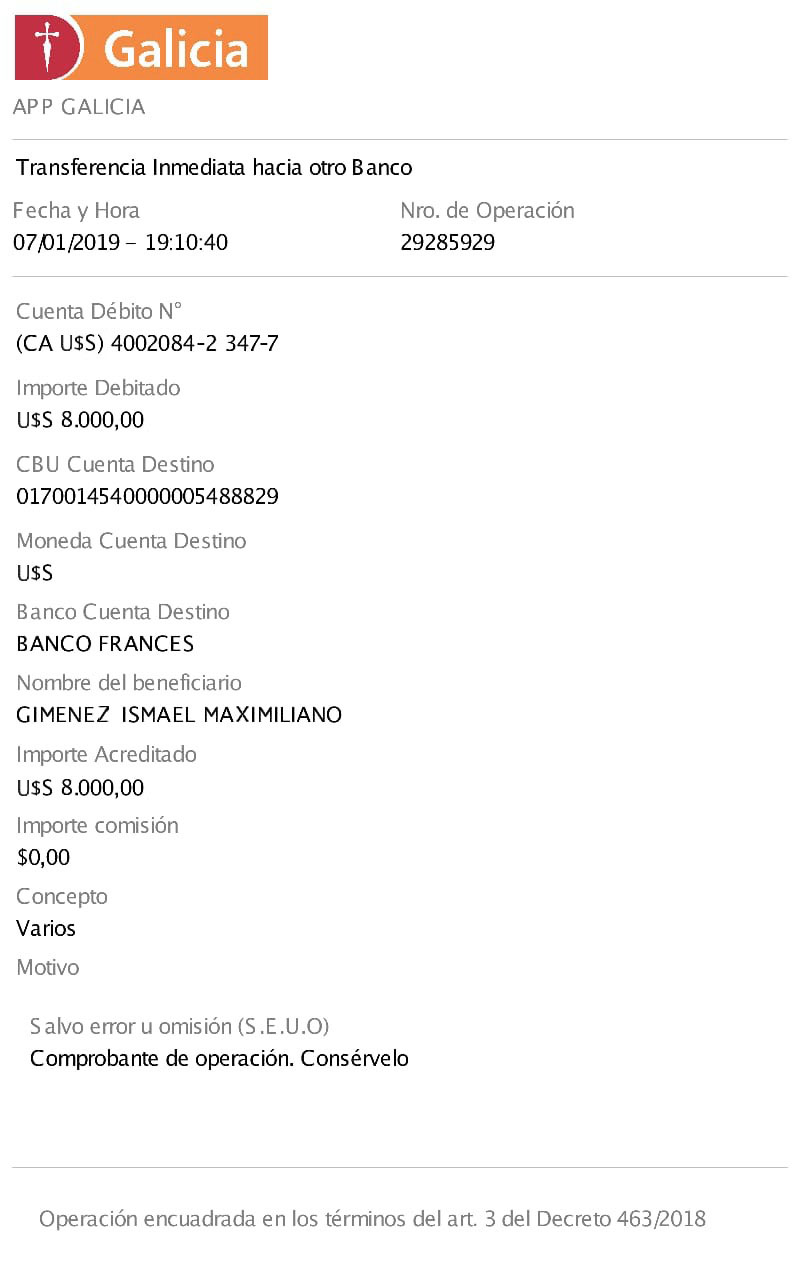 Galicia
APP GALICIA
Transferencia Inmediata hacia otro Banco
Fecha y Hora
Nro. de Operación
07/01/2019 – 19:10:40
29285929
Cuenta Débito N°
(CA U$S) 4002084-2 347-7
Importe Debitado
U$S 8.000,00
CBU Cuenta Destino
0170014540000005488829
Moneda Cuenta Destino
U$S
Banco Cuenta Destino
BANCO FRANCES
Nombre del beneficiario
GIMENEZ ISMAEL MAXIMILIANO
Importe Acreditado
U$S 8.000,00
Importe comisión
$0,00
Concepto
Varios
Motivo
Salvo error u omisión (S.E.U.O)
Comprobante de operación. Consérvelo
Operación encuadrada en los términos del art. 3 del Decreto 463/2018